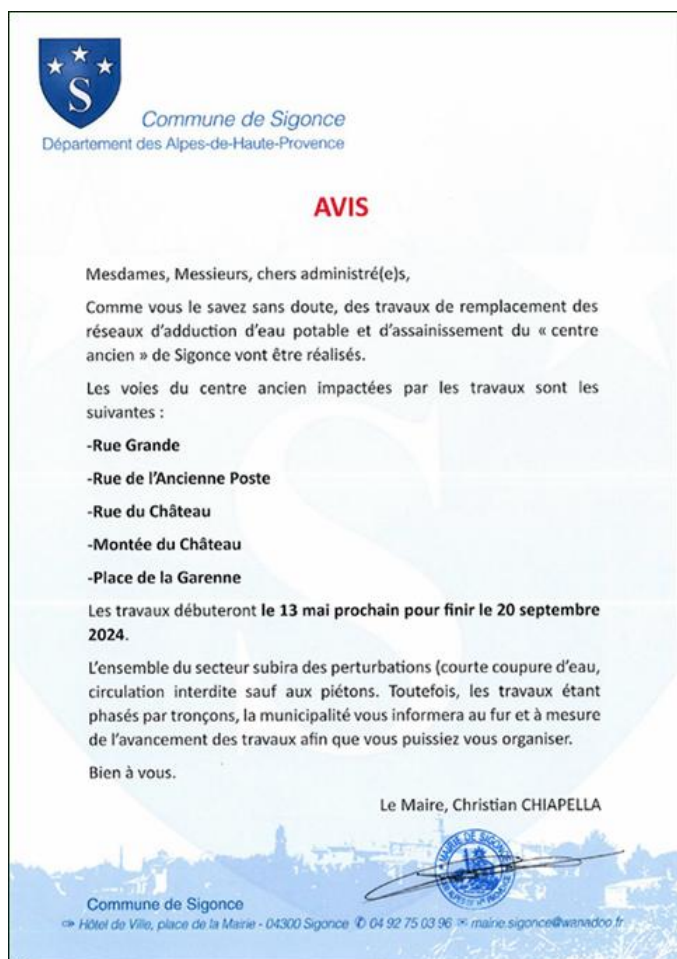 S
Commune de Sigonce
Département des Alpes-de-Haute-Provence
AVIS
Mesdames, Messieurs, chers administré(e)s,
Comme vous le savez sans doute, des travaux de remplacement des
réseaux d'adduction d'eau potable et d'assainissement du « centre
ancien » de Sigonce vont être réalisés.
Les voies du centre ancien impactées par les travaux sont les
suivantes :
-Rue Grande
-Rue de l'Ancienne Poste
-Rue du Château
-Montée du Château
-Place de la Garenne
Les travaux débuteront le 13 mai prochain pour finir le 20 septembre
2024.
L'ensemble du secteur subira des perturbations (courte coupure d'eau,
circulation interdite sauf aux piétons. Toutefois, les travaux étant
phasés par tronçons, la municipalité vous informera au fur et à mesure
de l'avancement des travaux afin que vous puissiez vous organiser.
Bien à vous.
Le Maire, Christian CHIAPELLA
MAIRIE DE SIGONCE
Commune de Sigonce
Hôtel de Ville, place de la Mairie - 04300 Sigonce ✆ 04 92 75 03 96 ✉ mairie.sigonce@wanadoo.fr